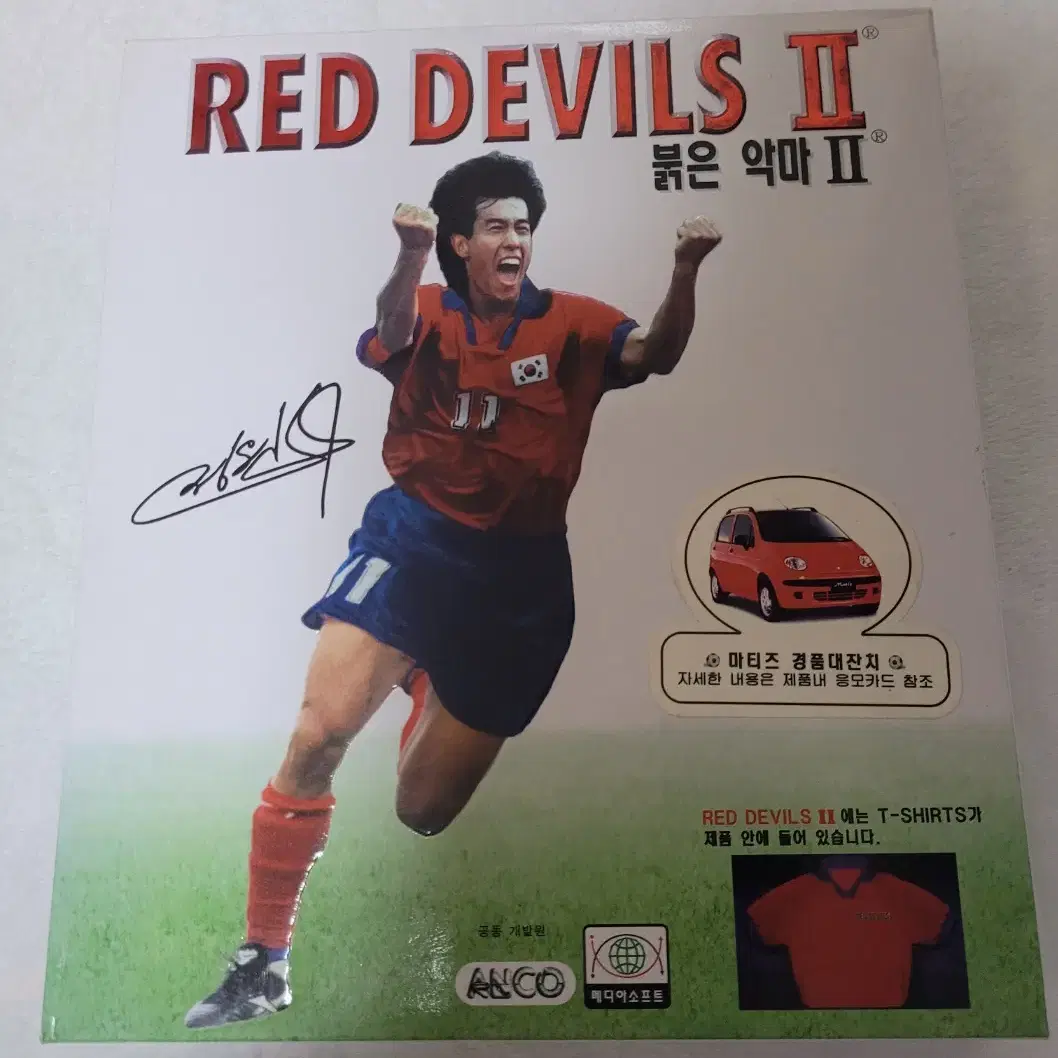 RED DEVILS II®
붉은 악마 II®
11
11
마티즈 경품대잔치
자세한 내용은 제품내 응모카드 참조
RED DEVILS II에는 T-SHIRTS가
제품 안에 들어 있습니다.
공동 개발원
ANCO
메디아소프트